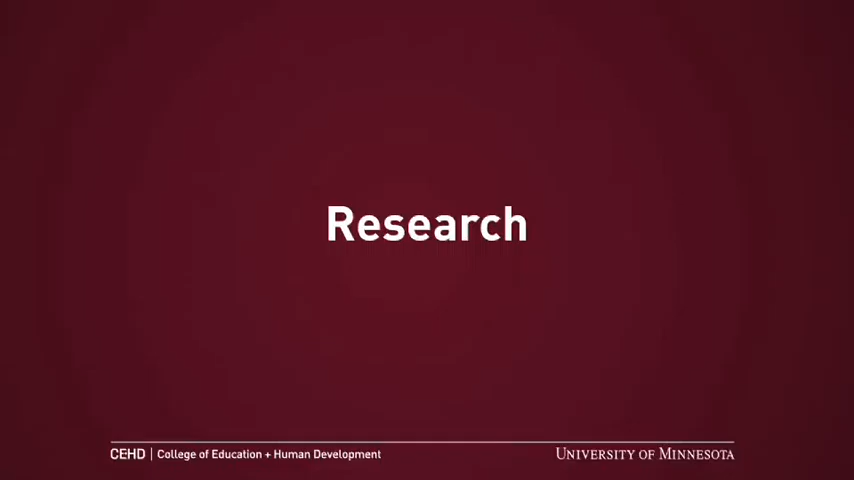 Research
CEHD | College of Education + Human Development
UNIVERSITY OF MINNESOTA